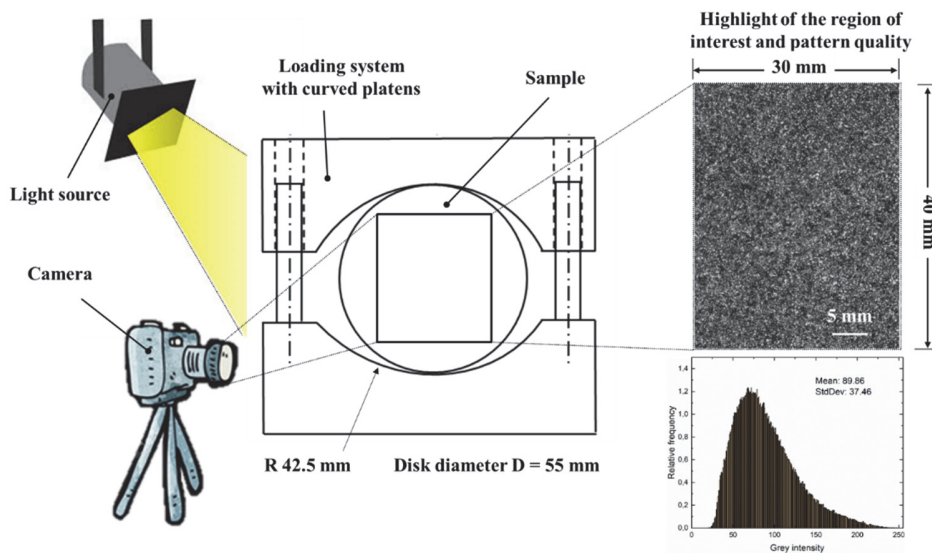 Highlight of the region of
interest and pattern quality
30 mm
40 mm
5 mm
Loading system
with curved platens
Sample
Light source
Camera
R 42.5 mm
Disk diameter D = 55 mm
Mean: 89.86
StdDev: 37.46
Relative frequency
1,4
1,2
1,0
0,8
0,6
0,4
0,2
0,0
0
50
100
150
200
250
Grey intensity